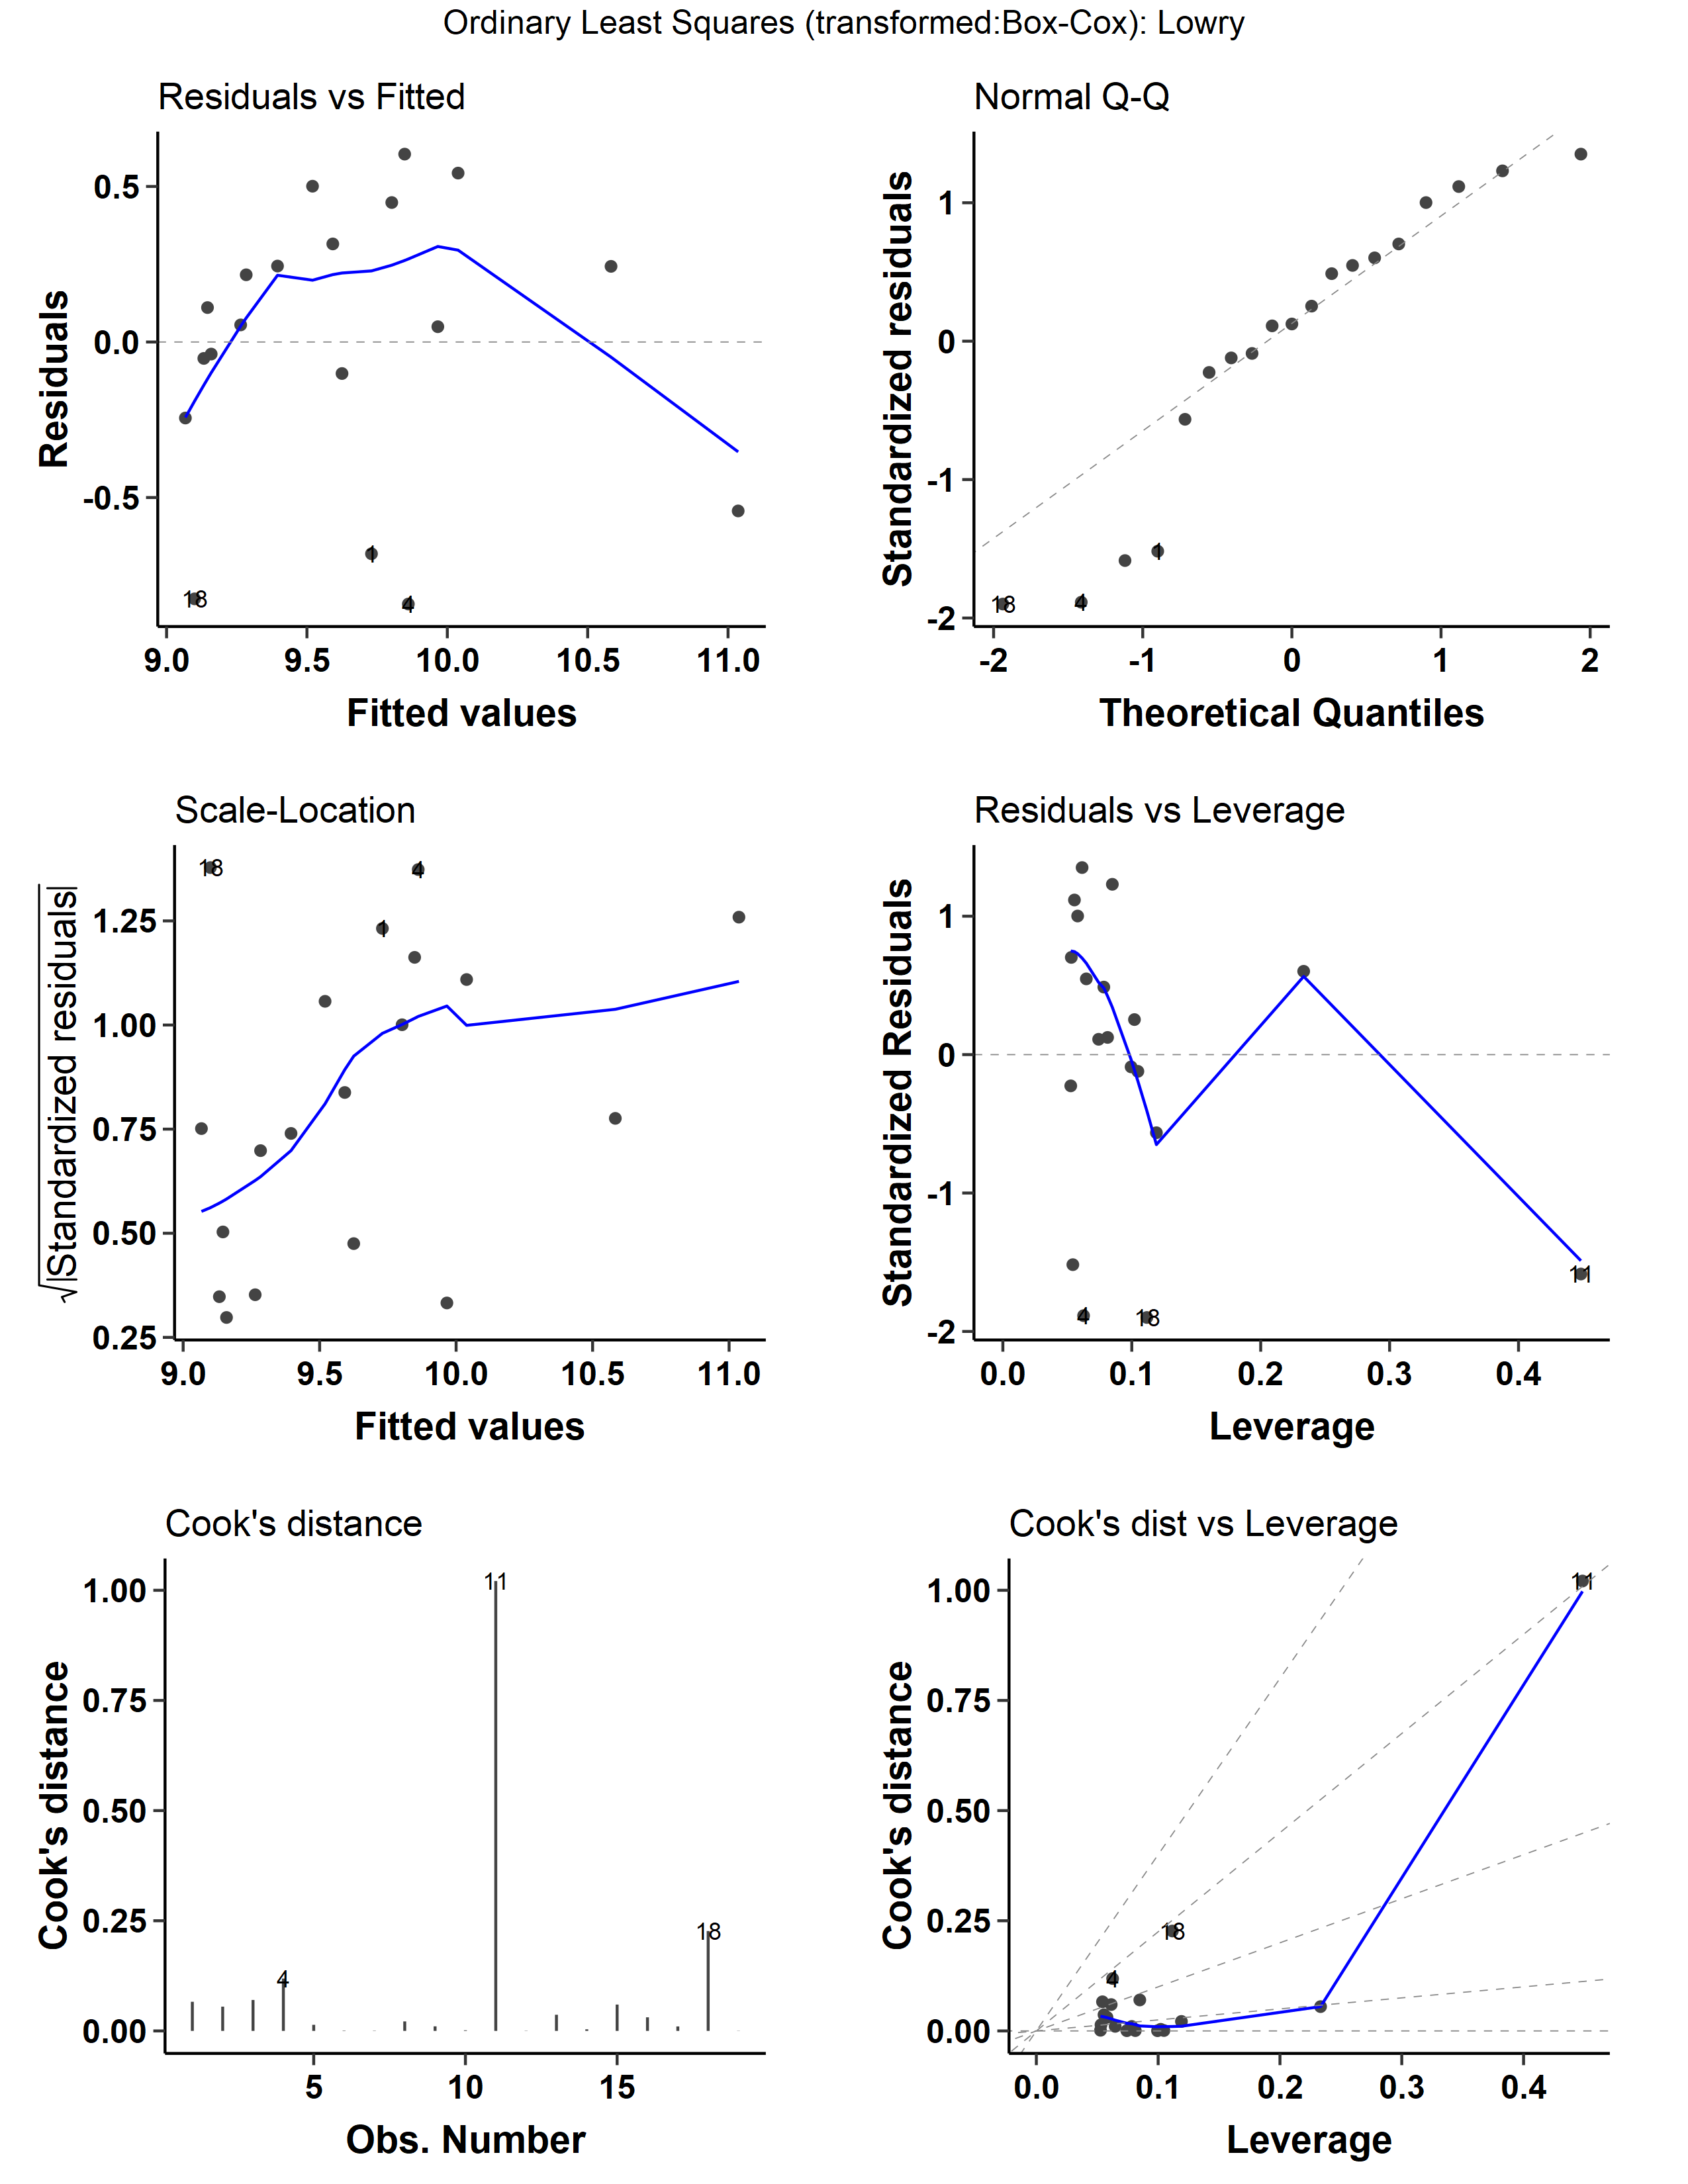 Ordinary Least Squares (transformed:Box-Cox): Lowry
Residuals vs Fitted
Residuals
0.5
0.0
-0.5
1
18
4
9.0 9.5 10.0 10.5 11.0
Fitted values
Normal Q-Q
Standardized residuals
1
0
-1
-2
1
18
4
-2 -1 0 1 2
Theoretical Quantiles
Scale-Location
√|Standardized residuals|
1.25
1.00
0.75
0.50
0.25
18
4
1
9.0 9.5 10.0 10.5 11.0
Fitted values
Residuals vs Leverage
Standardized Residuals
1
0
-1
-2
11
4
18
0.0 0.1 0.2 0.3 0.4
Leverage
Cook's distance
Cook's distance
1.00
0.75
0.50
0.25
0.00
11
18
4
5 10 15
Obs. Number
Cook's dist vs Leverage
Cook's distance
1.00
0.75
0.50
0.25
0.00
11
18
4
0.0 0.1 0.2 0.3 0.4
Leverage